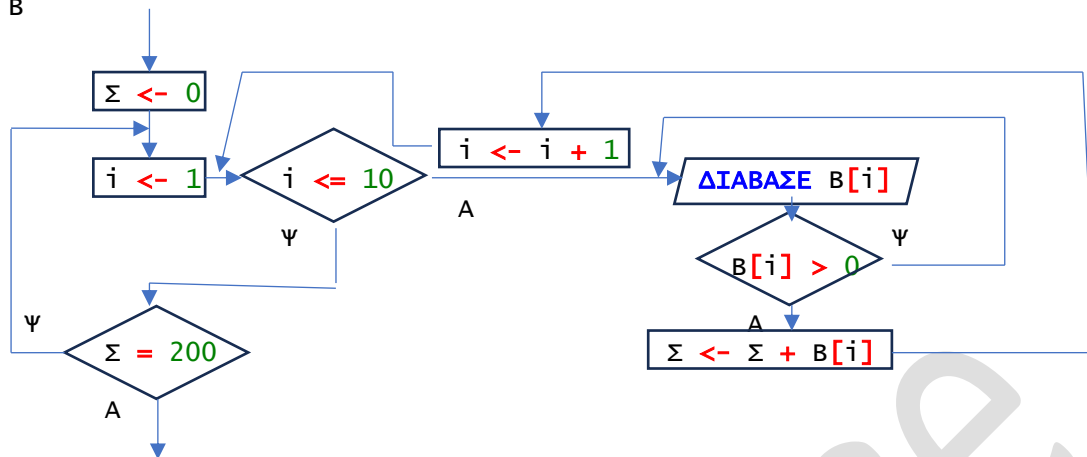 Β
Σ <- 0
i <- 1
i <= 10
i <- i + 1
ΔΙΑΒΑΣΕ Β[i]
Α
Ψ
Ψ
Β[i] > 0
Α
Ψ
Σ = 200
Σ <- Σ + Β[i]
Α